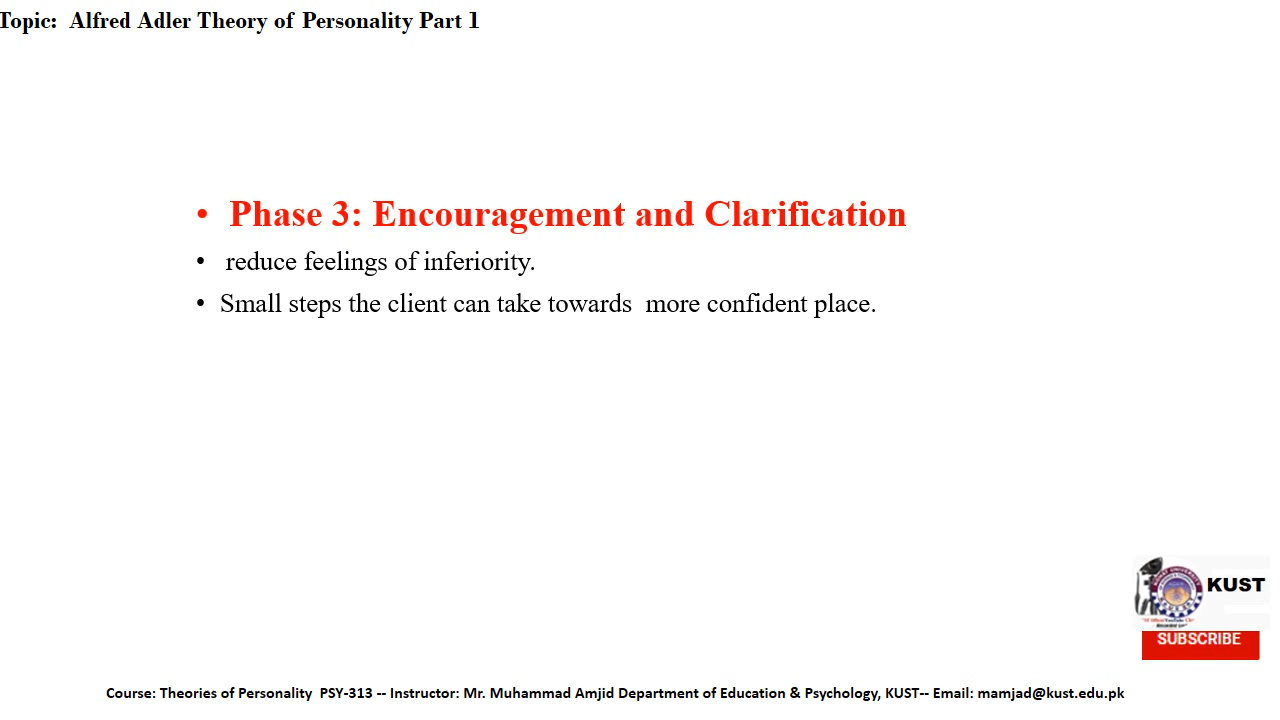 Topic: Alfred Adler Theory of Personality Part 1
• Phase 3: Encouragement and Clarification
• reduce feelings of inferiority.
• Small steps the client can take towards more confident place.
KUST
SUBSCRIBE
Course: Theories of Personality PSY-313 -- Instructor: Mr. Muhammad Amjid Department of Education & Psychology, KUST-- Email: mamjad@kust.edu.pk